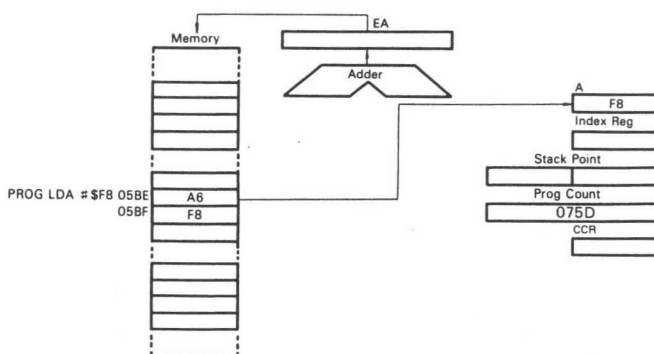 EA
Memory
Adder
A
F8
Index Reg
Stack Point
PROG LDA #$F8 05BE A6
05BF F8
Prog Count
075D
CCR